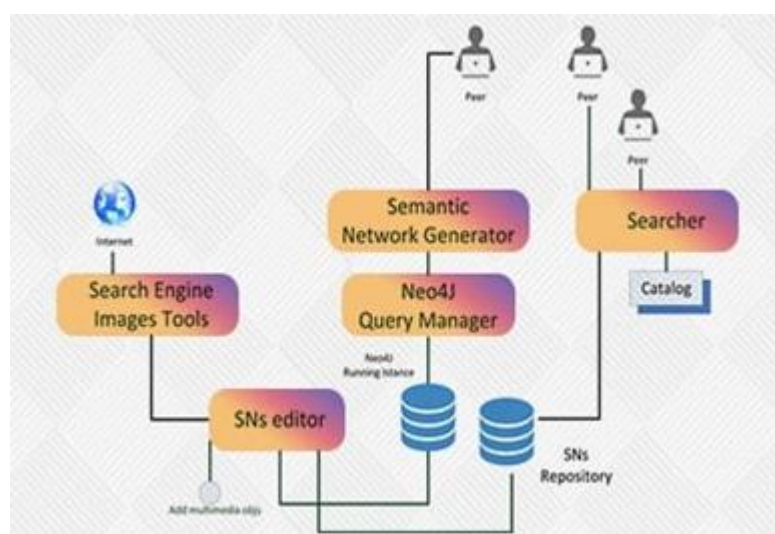 Peer
Peer
Peer
Semantic
Network Generator
Searcher
Internet
Search Engine
Images Tools
Neo4J
Query Manager
Catalog
Neo4J
Running Istance
SNs editor
SNs
Repository
Add multimedia objs